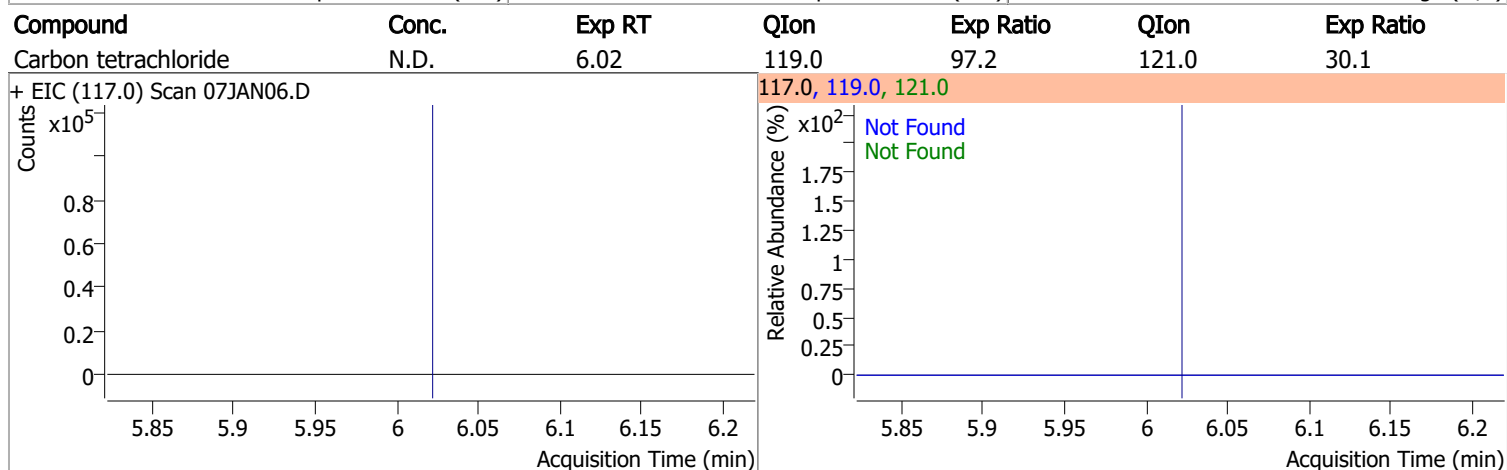 Compound Conc. Exp RT QIon Exp Ratio QIon Exp Ratio
Carbon tetrachloride N.D. 6.02 119.0 97.2 121.0 30.1
+ EIC (117.0) Scan 07JAN06.D
Counts
x10⁵
0.8
0.6
0.4
0.2
0
5.85 5.9 5.95 6 6.05 6.1 6.15 6.2
Acquisition Time (min)
117.0, 119.0, 121.0
Relative Abundance (%)
x10²
Not Found
Not Found
1.75
1.5
1.25
1
0.75
0.5
0.25
0
5.85 5.9 5.95 6 6.05 6.1 6.15 6.2
Acquisition Time (min)